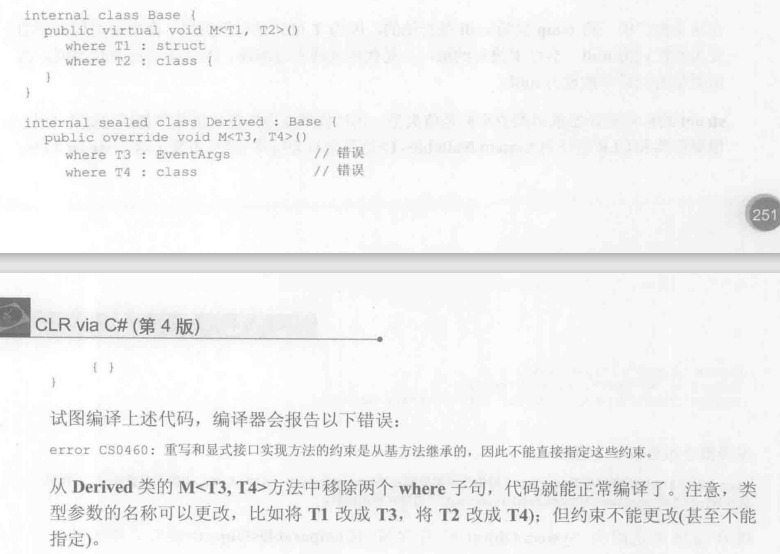 internal class Base {
public virtual void M<T1, T2>()
where T1 : struct
where T2 : class {
}
}
internal sealed class Derived : Base {
public override void M<T3, T4>()
where T3 : EventArgs // 错误
where T4 : class // 错误
251
CLR via C# (第 4 版)
{ }
}
试图编译上述代码，编译器会报告以下错误：
error CS0460: 重写和显式接口实现方法的约束是从基方法继承的，因此不能直接指定这些约束。
从 Derived 类的 M<T3, T4>方法中移除两个 where 子句，代码就能正常编译了。注意，类
型参数的名称可以更改，比如将 T1 改成 T3，将 T2 改成 T4)；但约束不能更改(甚至不能
指定)。